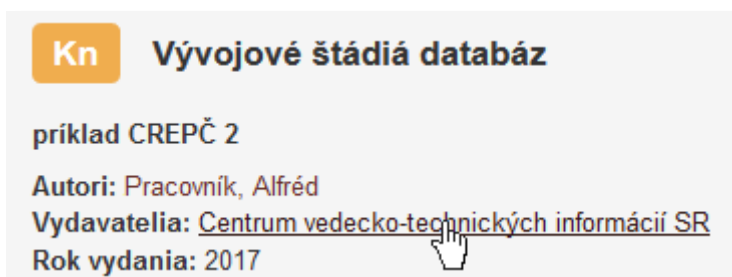 Kn Vývojové štádiá databáz
príklad CREPČ 2
Autori: Pracovník, Alfréd
Vydavatelia: Centrum vedecko-technických informácií SR
Rok vydania: 2017